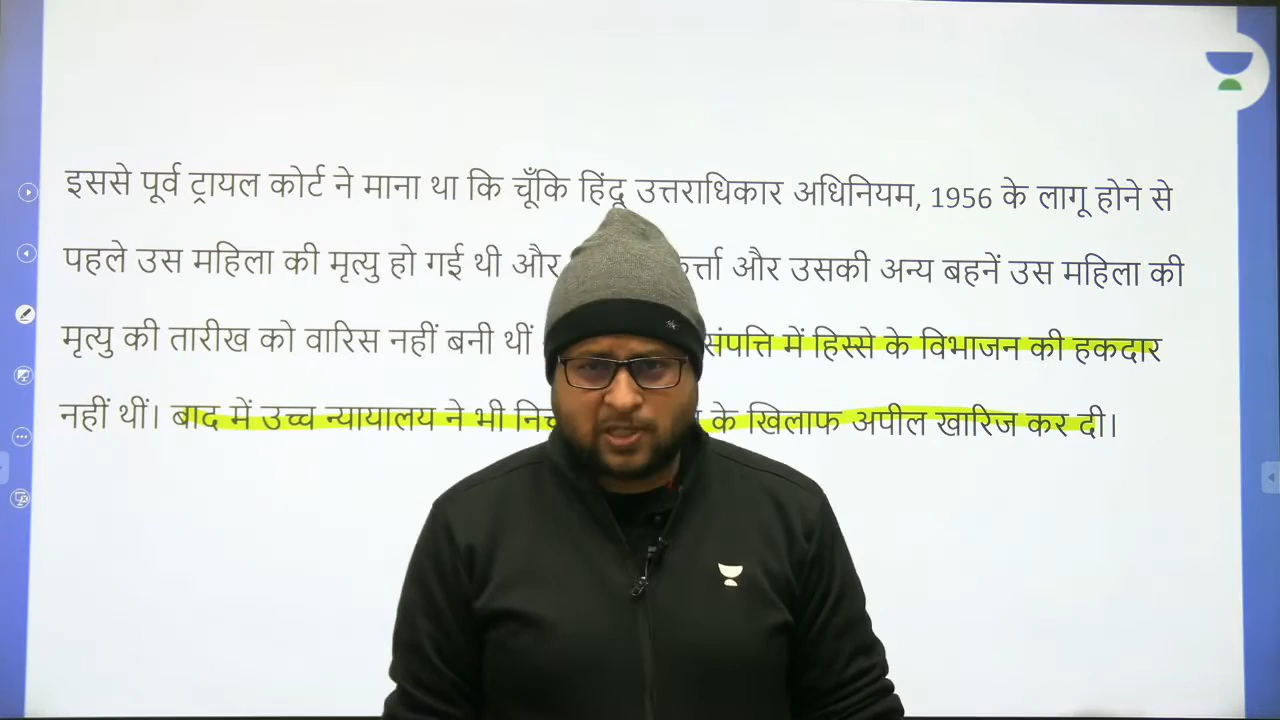 इससे पूर्व ट्रायल कोर्ट ने माना था कि चूँकि हिंदू उत्तराधिकार अधिनियम, 1956 के लागू होने से
पहले उस महिला की मृत्यु हो गई थी और और उसकी अन्य बहनें उस महिला की
मृत्यु की तारीख को वारिस नहीं बनी थीं संपत्ति में हिस्से के विभाजन की हकदार
नहीं थीं। बाद में उच्च न्यायालय ने भी के खिलाफ अपील खारिज कर दी।